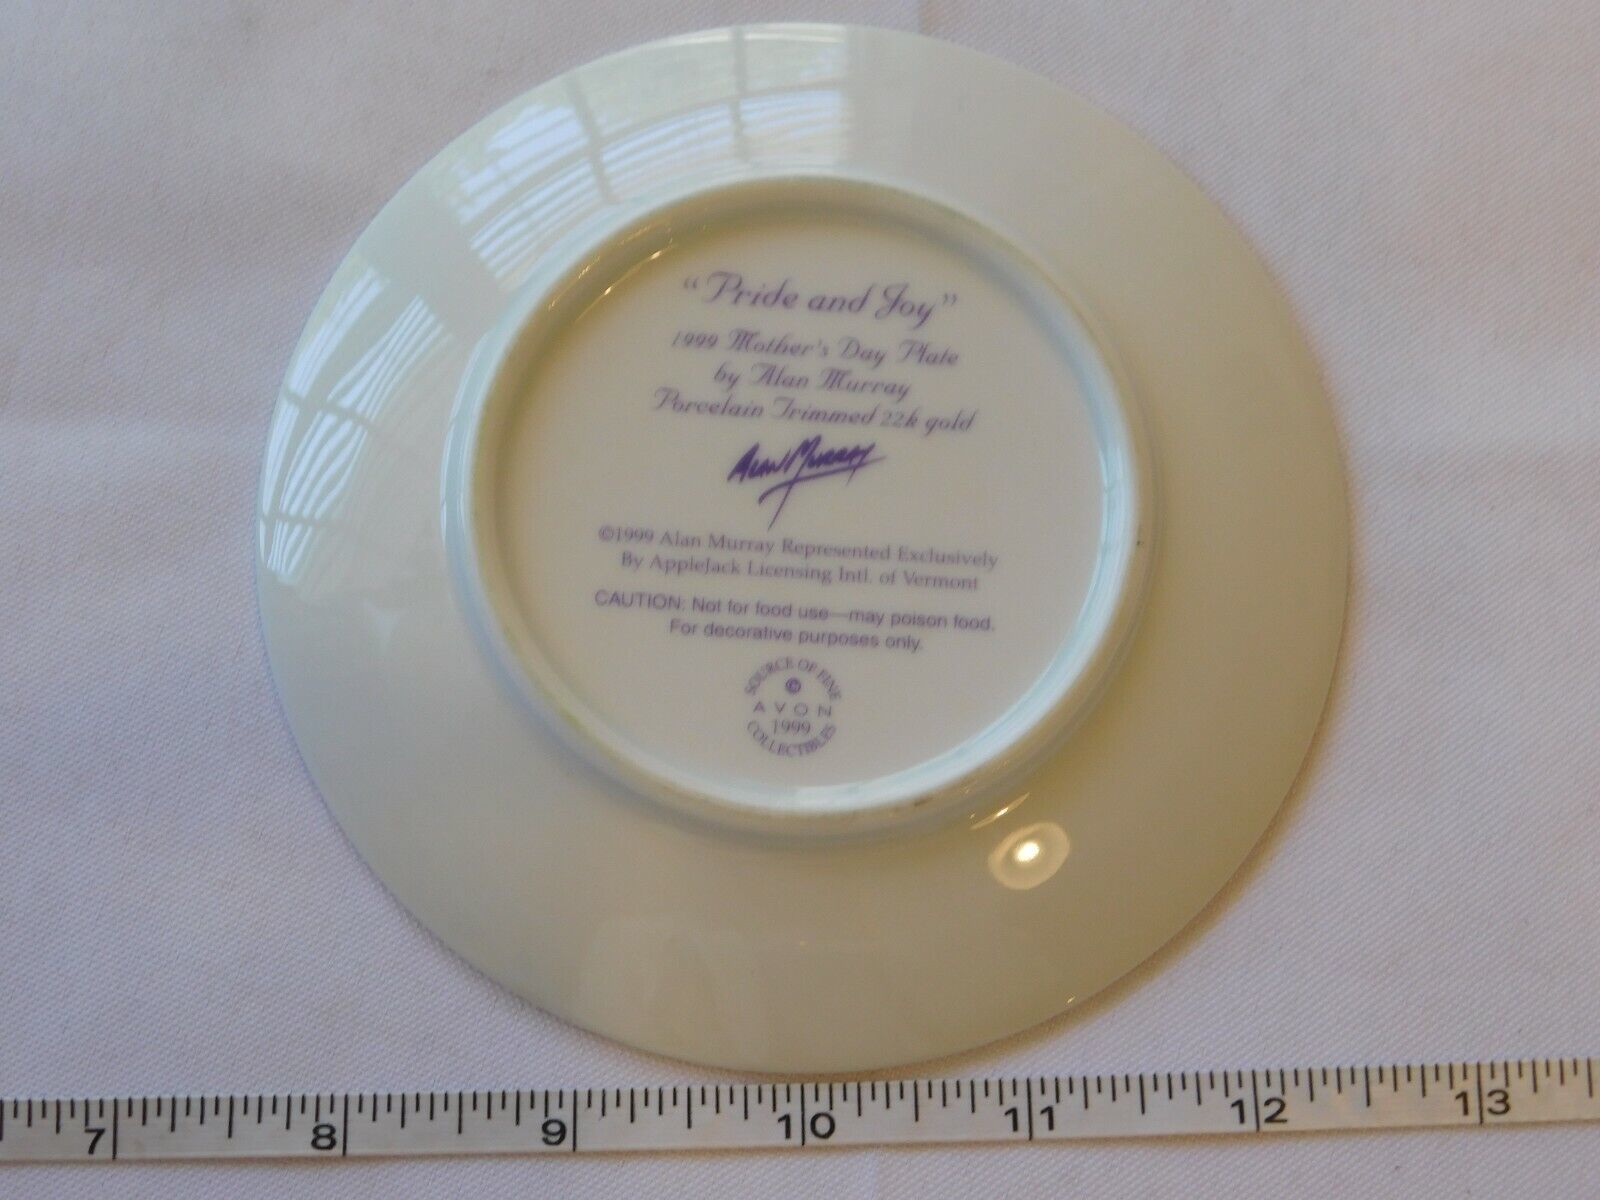 “Pride and Joy”
1999 Mother's Day Plate
by Alan Murray
Porcelain Trimmed 22k gold
Alan Murray
©1999 Alan Murray Represented Exclusively
By AppleJack Licensing Intl. of Vermont
CAUTION: Not for food use—may poison food.
For decorative purposes only.
SOURCE OF FINE
©
AVON
1999
COLLECTIBLES
7 8 9 10 11 12 13